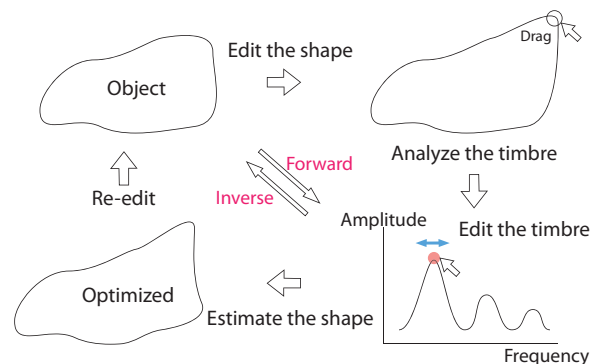 Edit the shape
Drag
Object
Analyze the timbre
Forward
Inverse
Re-edit
Amplitude
Edit the timbre
Optimized
Estimate the shape
Frequency